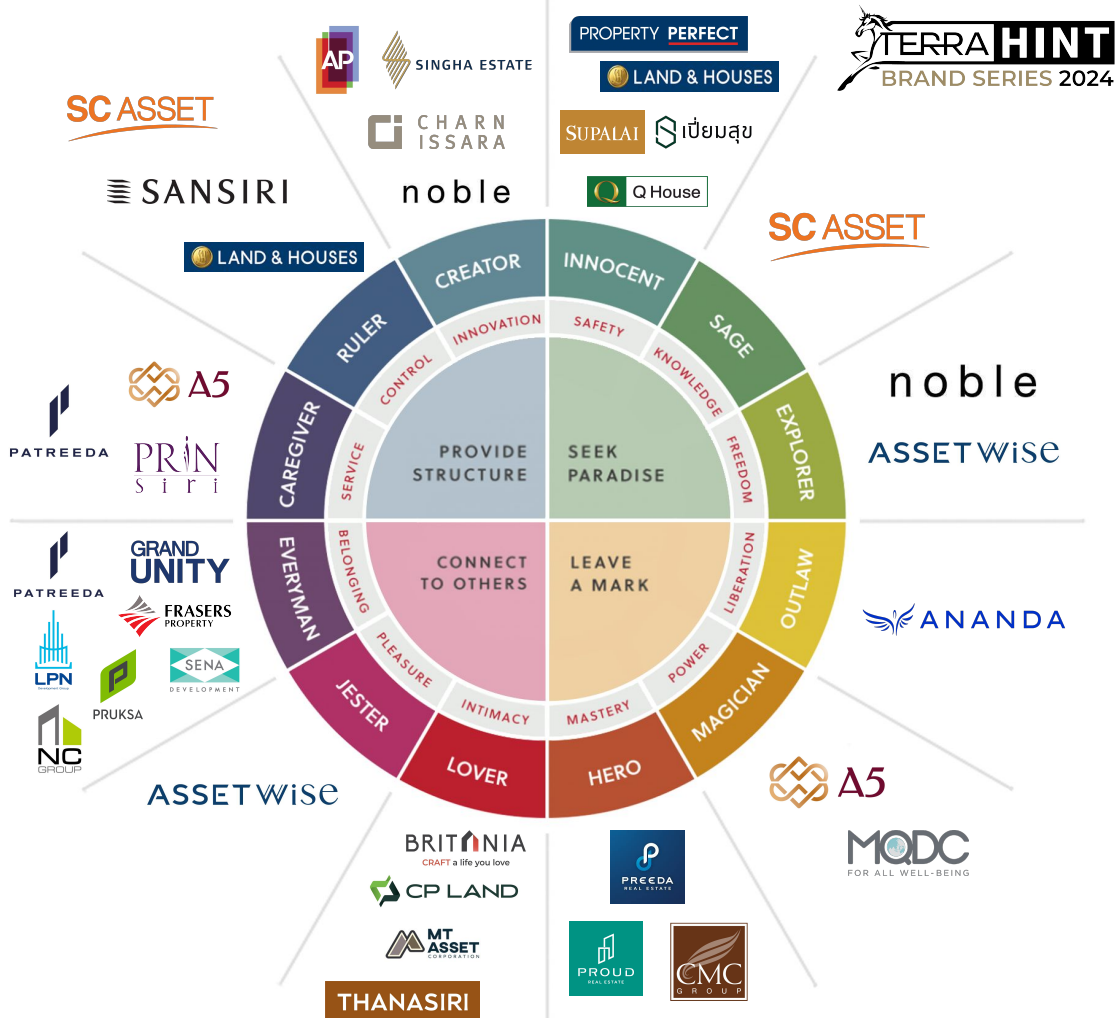 TERRA HINT
BRAND SERIES 2024
AP
SINGHA ESTATE
CHARN
ISSARA
noble
PROPERTY PERFECT
LAND & HOUSES
SUPALAI
เปี่ยมสุข
Q
Q House
SC ASSET
SANSIRI
LAND & HOUSES
SC ASSET
CREATOR
INNOCENT
SAGE
EXPLORER
OUTLAW
MAGICIAN
HERO
LOVER
JESTER
EVERYMAN
CAREGIVER
RULER
INNOVATION
SAFETY
KNOWLEDGE
FREEDOM
LIBERATION
POWER
MASTERY
INTIMACY
PLEASURE
BELONGING
SERVICE
CONTROL
PROVIDE
STRUCTURE
SEEK
PARADISE
CONNECT
TO OTHERS
LEAVE
A MARK
PATREEDA
A5
PRIN
siri
noble
ASSETWISE
PATREEDA
GRAND
UNITY
FRASERS
PROPERTY
LPN
Development Group
PRUKSA
SENA
DEVELOPMENT
NC
GROUP
ANANDA
ASSETWISE
A5
MQDC
FOR ALL WELL-BEING
BRITANIA
CRAFT a life you love
CP LAND
MT
ASSET
CORPORATION
THANASIRI
PREEDA
REAL ESTATE
PROUD
REAL ESTATE
CMC
GROUP